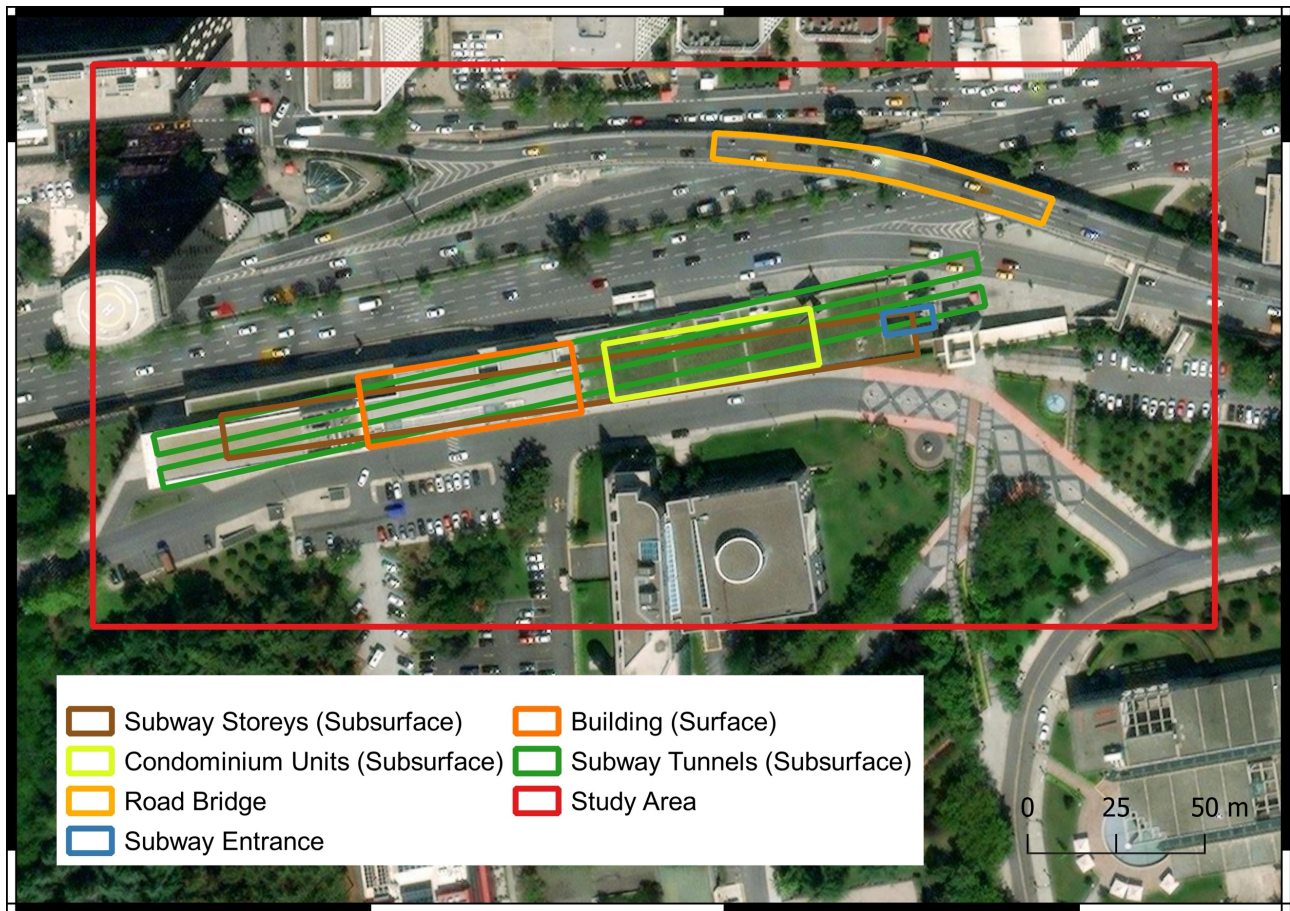 Subway Storeys (Subsurface)
Building (Surface)
Condominium Units (Subsurface)
Subway Tunnels (Subsurface)
Road Bridge
Study Area
Subway Entrance
0 25 50 m
H